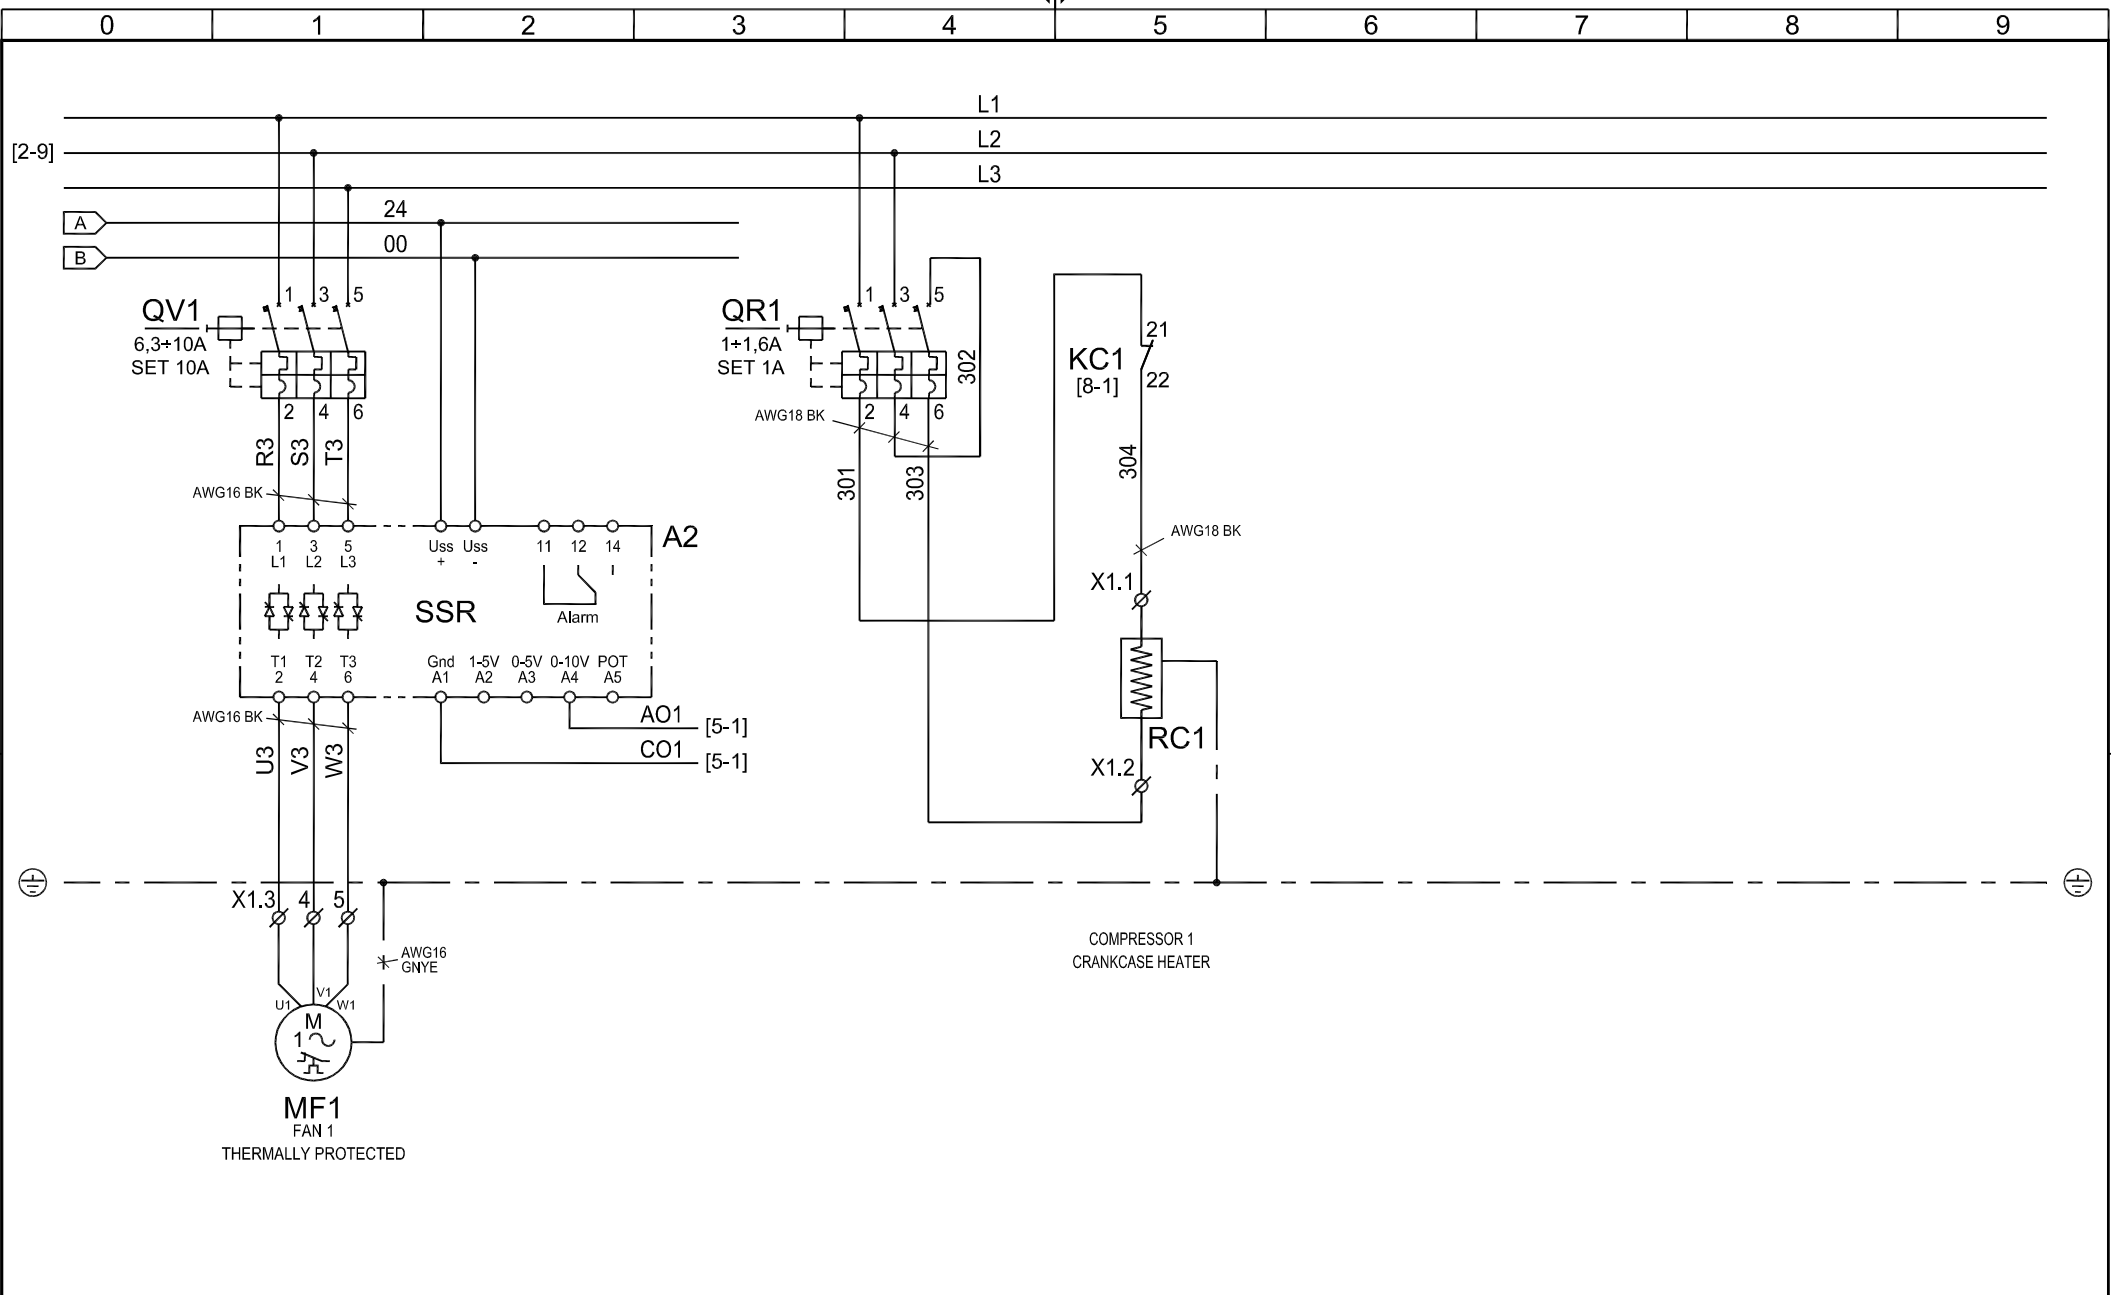 0 1 2 3 4 5 6 7 8 9
L1
[2-9] L2
L3
A 24
B 00
QV1
6,3÷10A
SET 10A
1 3 5
2 4 6
R3 S3 T3
AWG16 BK
QR1
1÷1,6A
SET 1A
1 3 5
302
AWG18 BK
2 4 6
301 303
KC1
[8-1]
21
22
304
AWG18 BK
A2
1 3 5 Uss Uss 11 12 14
L1 L2 L3 + -
SSR
Alarm
T1 T2 T3 Gnd 1-5V 0-5V 0-10V POT
2 4 6 A1 A2 A3 A4 A5
AWG16 BK
U3 V3 W3
AO1 [5-1]
CO1 [5-1]
X1.1
RC1
X1.2
X1.3 4 5
AWG16
GNYE
U1 V1 W1
M
1
MF1
FAN 1
THERMALLY PROTECTED
COMPRESSOR 1
CRANKCASE HEATER